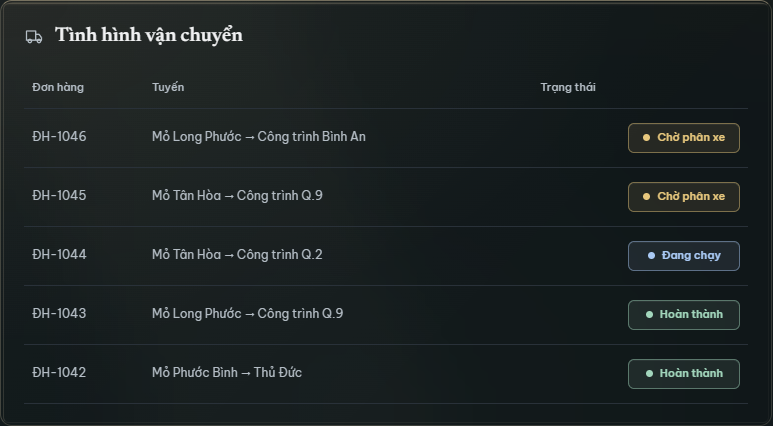 Tình hình vận chuyển
Đơn hàng Tuyến Trạng thái
ĐH-1046 Mỏ Long Phước → Công trình Bình An Chờ phân xe
ĐH-1045 Mỏ Tân Hòa → Công trình Q.9 Chờ phân xe
ĐH-1044 Mỏ Tân Hòa → Công trình Q.2 Đang chạy
ĐH-1043 Mỏ Long Phước → Công trình Q.9 Hoàn thành
ĐH-1042 Mỏ Phước Bình → Thủ Đức Hoàn thành